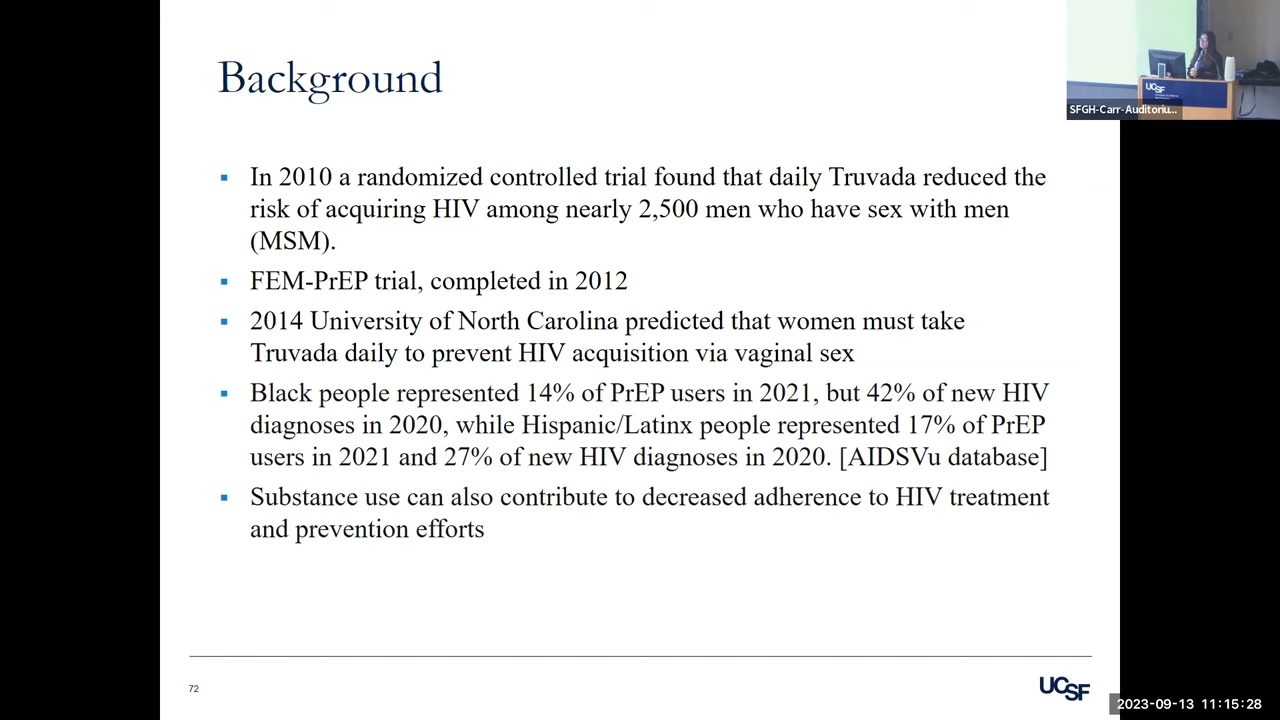 Background
UCSF
SFGH-Carr-Auditoriu...
▪ In 2010 a randomized controlled trial found that daily Truvada reduced the
risk of acquiring HIV among nearly 2,500 men who have sex with men
(MSM).
▪ FEM-PrEP trial, completed in 2012
▪ 2014 University of North Carolina predicted that women must take
Truvada daily to prevent HIV acquisition via vaginal sex
▪ Black people represented 14% of PrEP users in 2021, but 42% of new HIV
diagnoses in 2020, while Hispanic/Latinx people represented 17% of PrEP
users in 2021 and 27% of new HIV diagnoses in 2020. [AIDSVu database]
▪ Substance use can also contribute to decreased adherence to HIV treatment
and prevention efforts
72
UCSF
2023-09-13 11:15:28